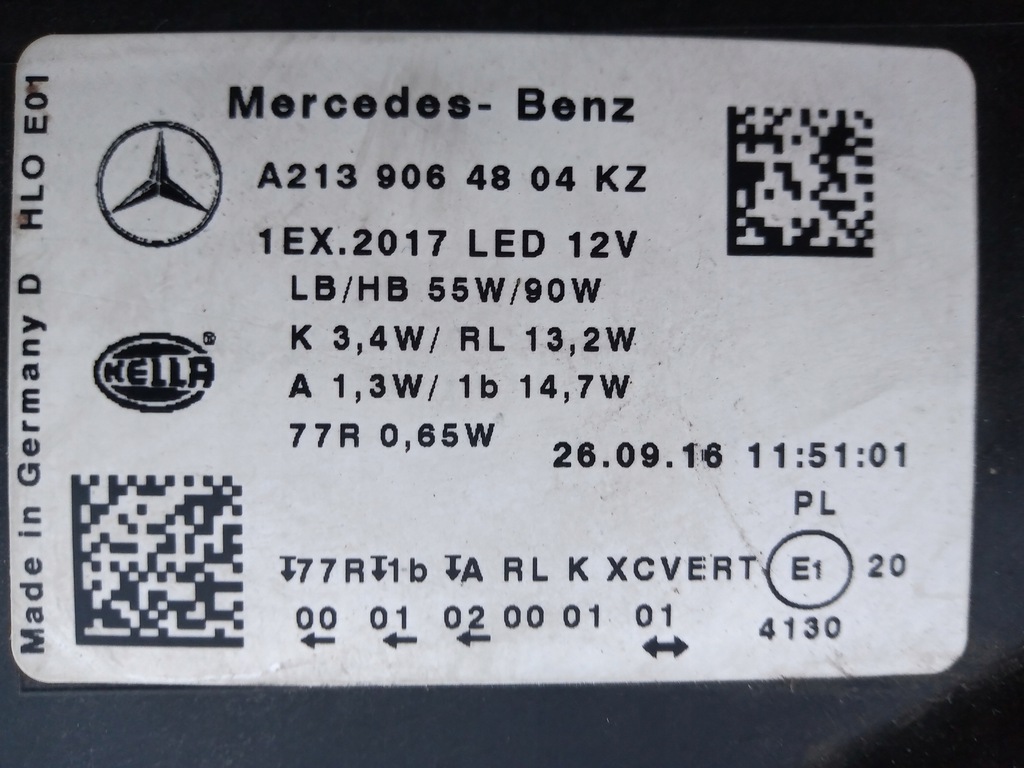 Made in Germany D HLO E01
Mercedes- Benz
A213 906 48 04 KZ
1EX.2017 LED 12V
LB/HB 55W/90W
K 3,4W/ RL 13,2W
HELLA®
A 1,3W/ 1b 14,7W
77R 0,65W
26.09.16 11:51:01
PL
77R 1b A RL K XCVERT E1 20
00 01 02 00 01 01
4130